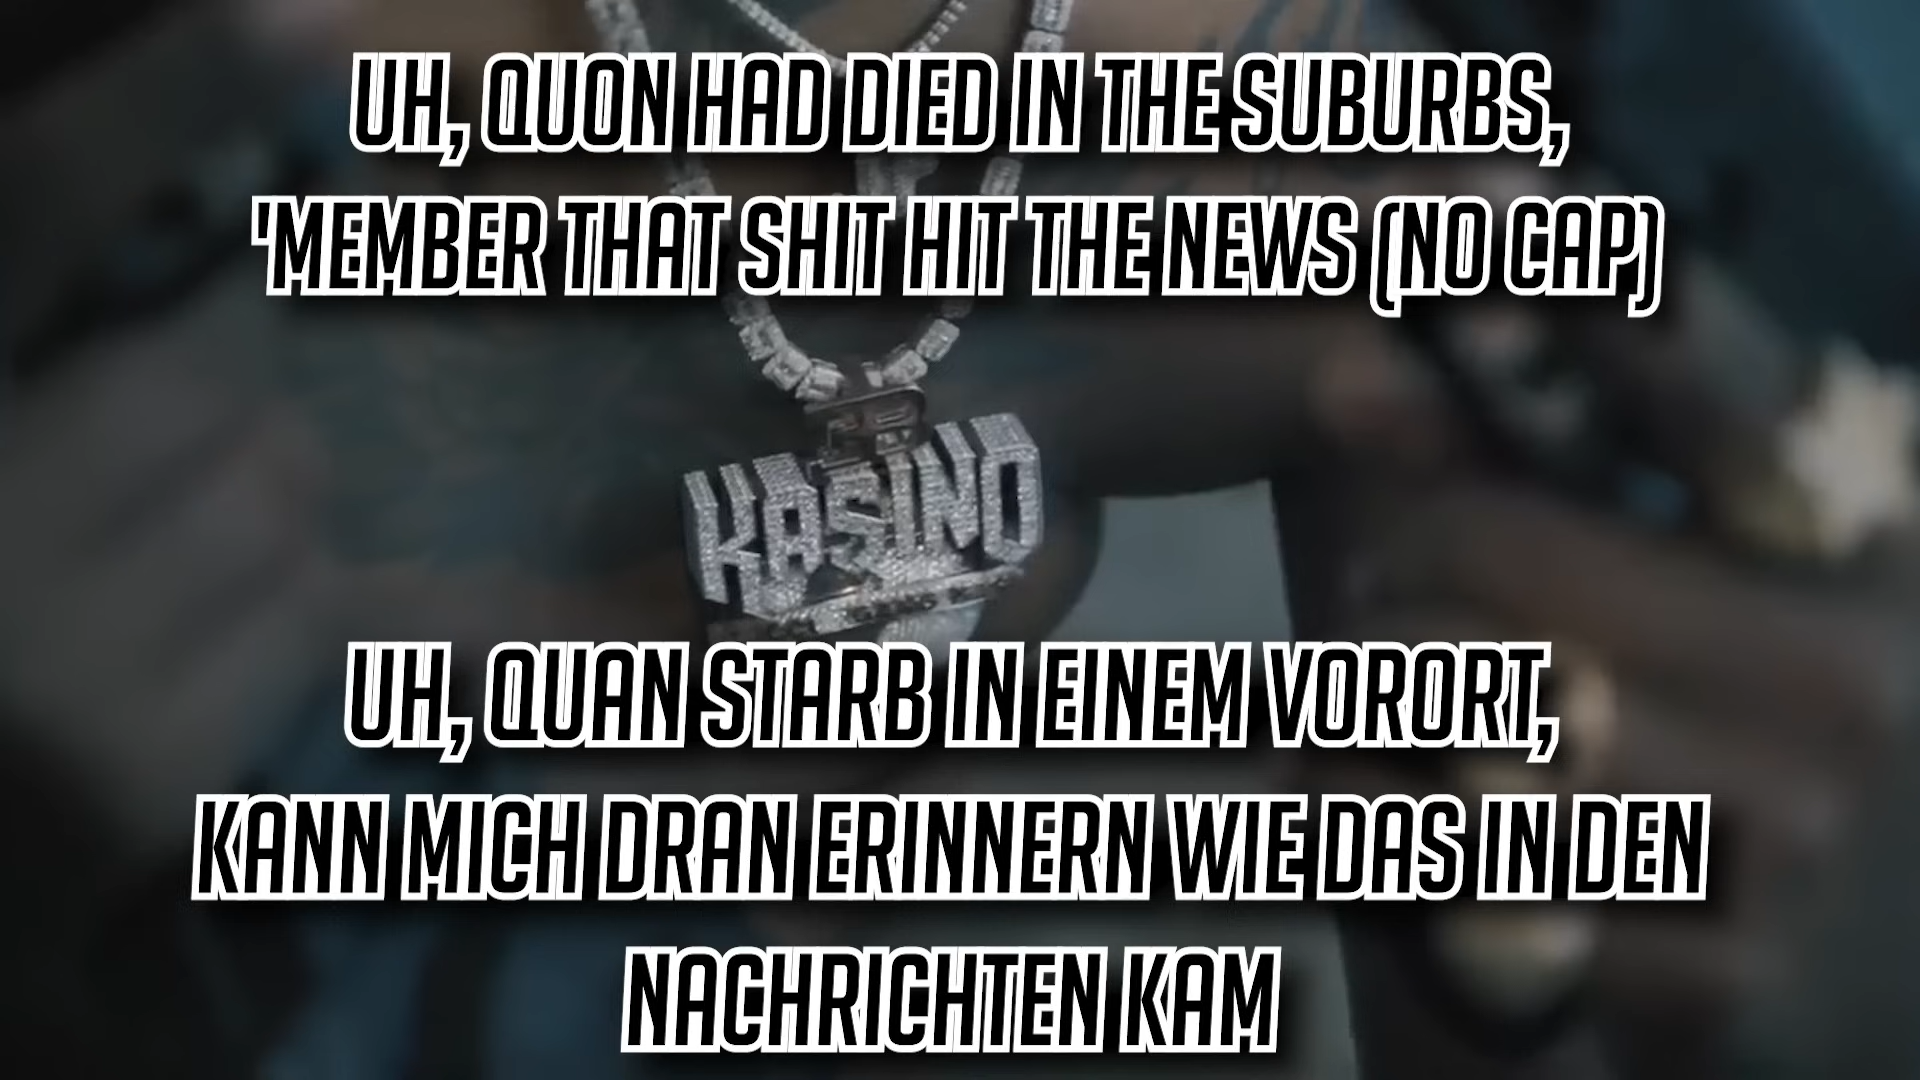 UH, QUON HAD DIED IN THE SUBURBS,
'MEMBER THAT SHIT HIT THE NEWS (NO CAP)
KASINO
UH, QUAN STARB IN EINEM VORORT,
KANN MICH DRAN ERINNERN WIE DAS IN DEN
NACHRICHTEN KAM